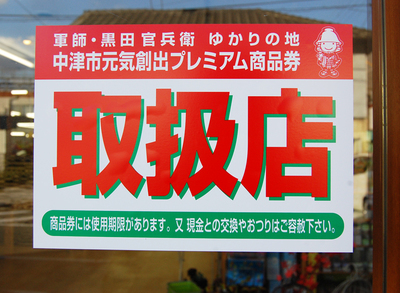 軍師・黒田 官兵衛 ゆかりの地
中津市元気創出プレミアム商品券
取扱店
商品券には使用期限があります。又 現金との交換やおつりはご容赦下さい。